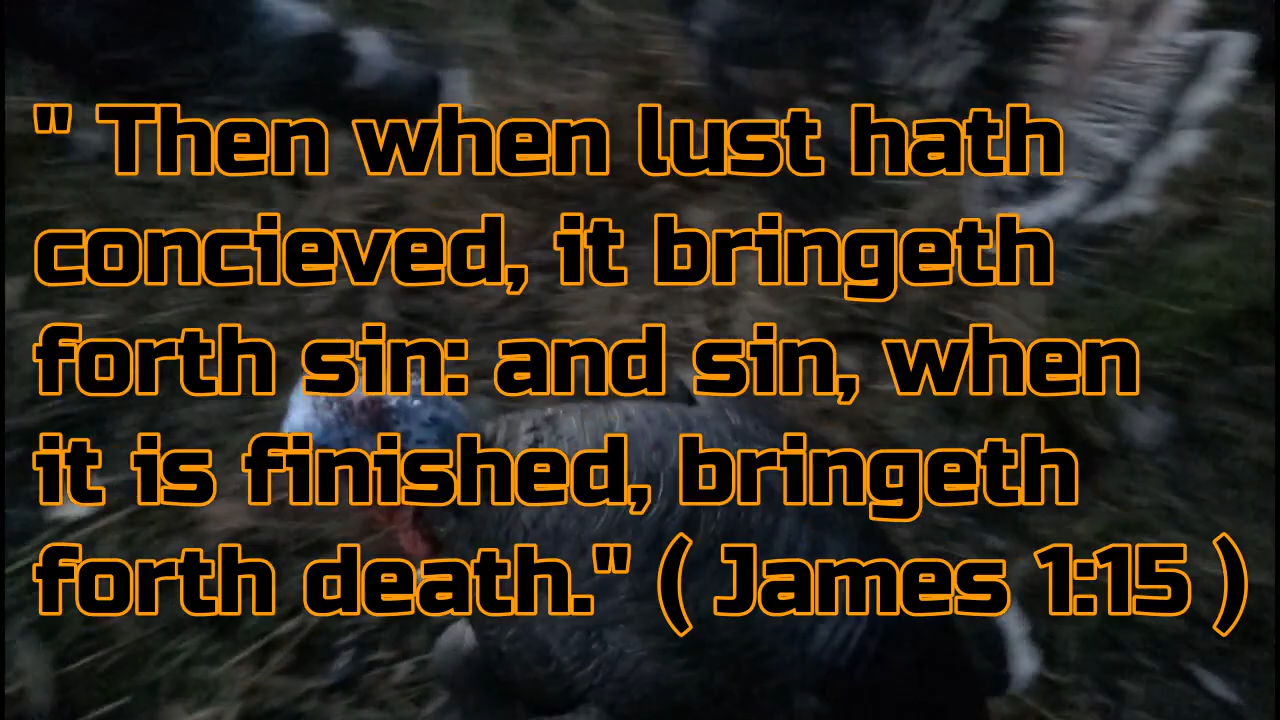 " Then when lust hath
concieved, it bringeth
forth sin: and sin, when
it is finished, bringeth
forth death." ( James 1:15 )